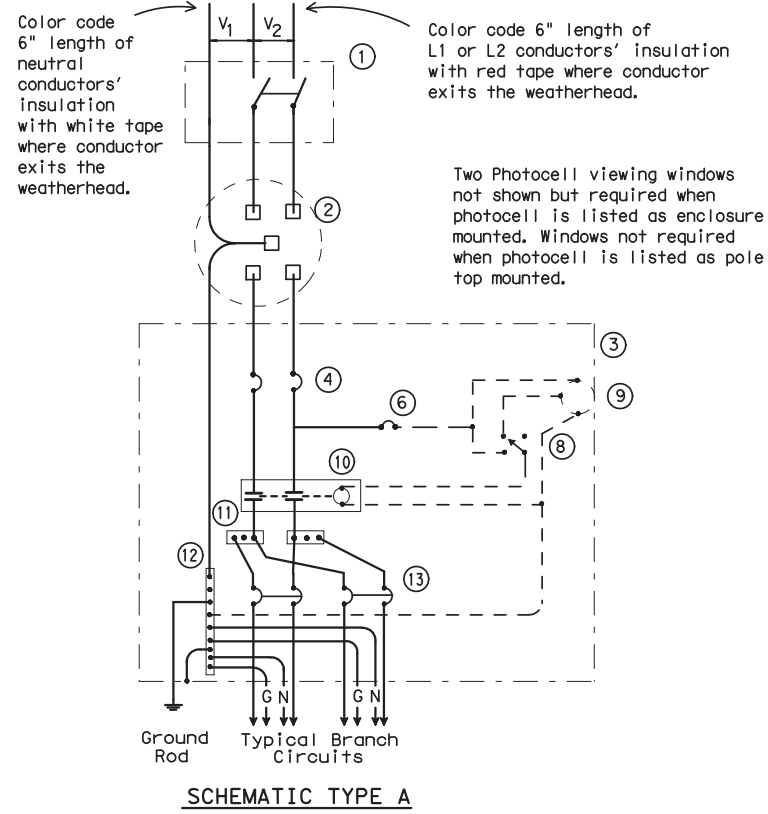 Color code
6" length of
neutral
conductors'
insulation
with white tape
where conductor
exits the
weatherhead.
V1
V2
Color code 6" length of
L1 or L2 conductors' insulation
with red tape where conductor
exits the weatherhead.
1
Two Photocell viewing windows
not shown but required when
photocell is listed as enclosure
mounted. Windows not required
when photocell is listed as pole
top mounted.
2
3
4
6
9
8
10
11
12
13
G N
G N
Ground
Rod
Typical Branch
Circuits
SCHEMATIC TYPE A